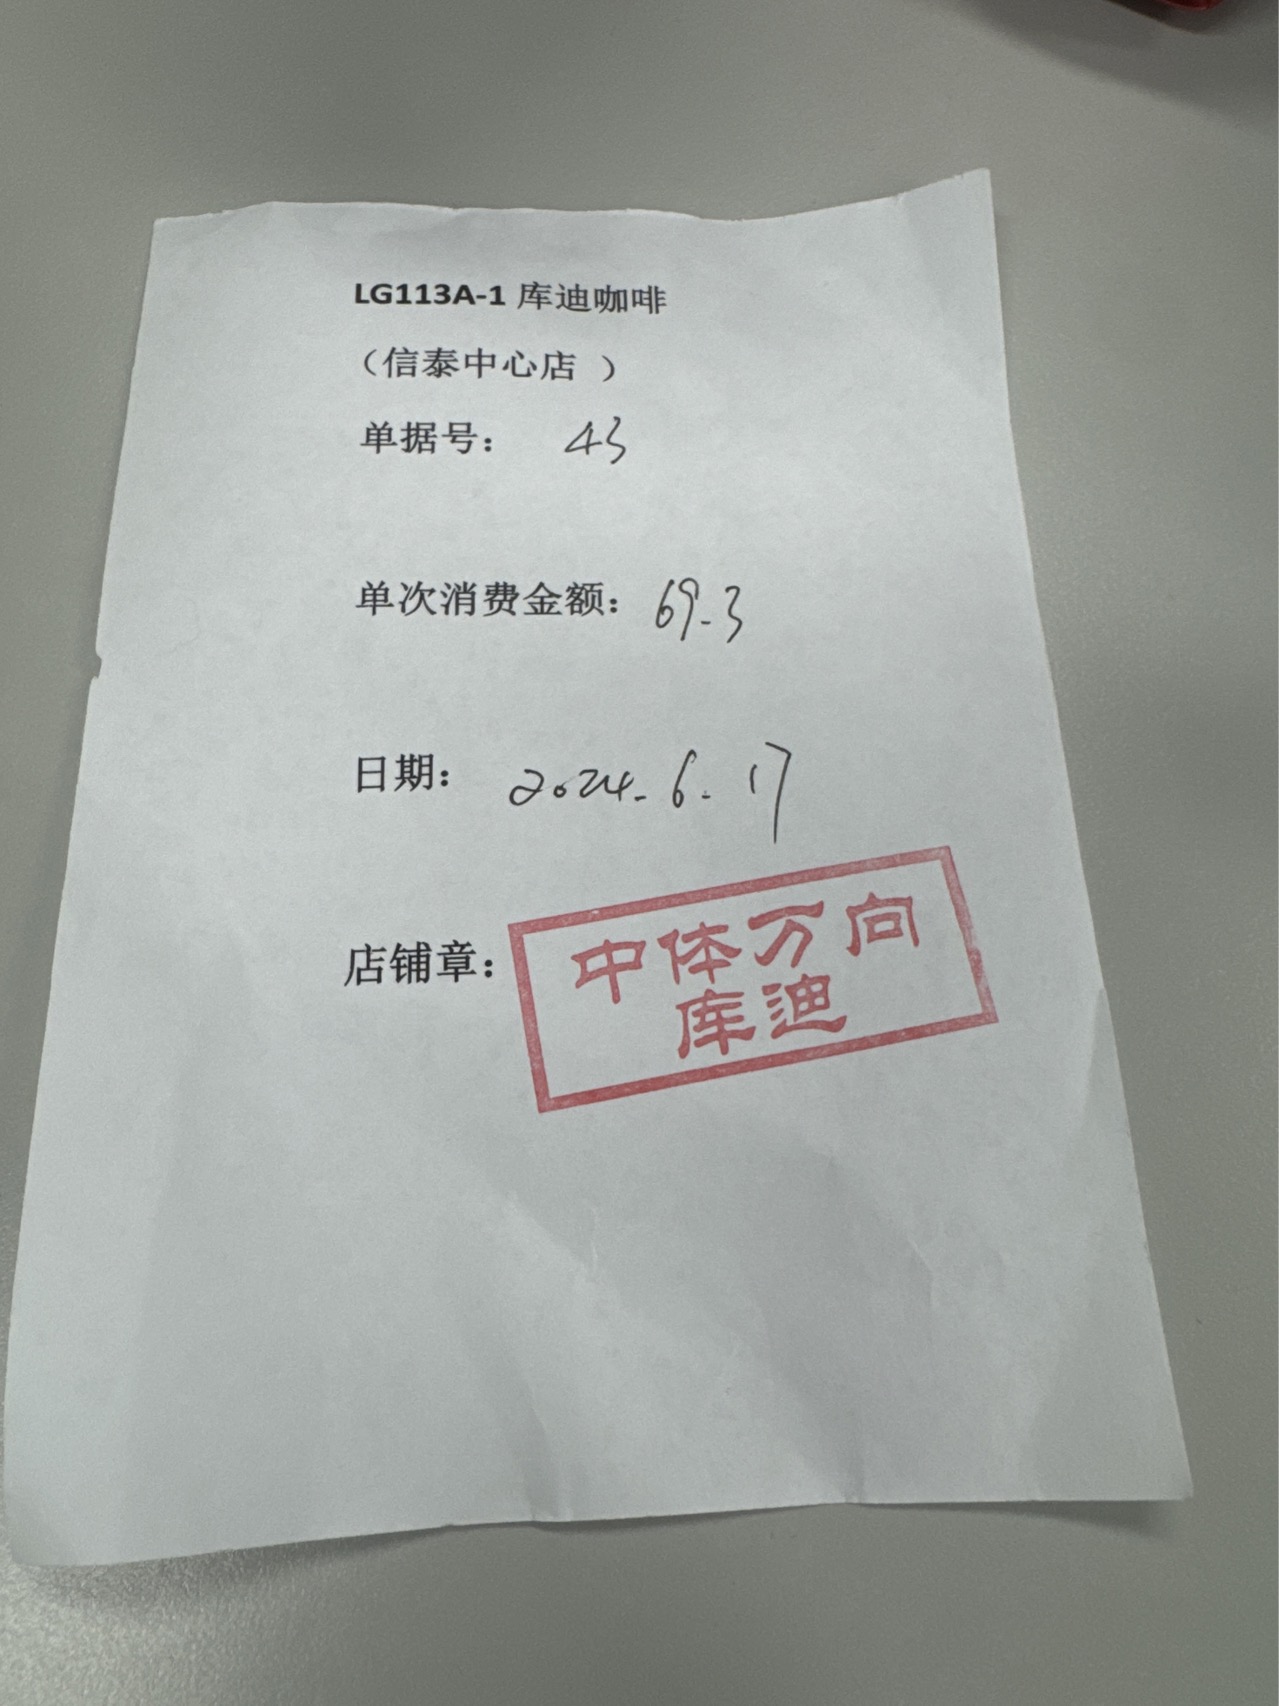 LG113A-1 库迪咖啡
（信泰中心店 ）
单据号： 43
单次消费金额：69.3
日期： 2024.6.17
店铺章：
中体万向
库迪